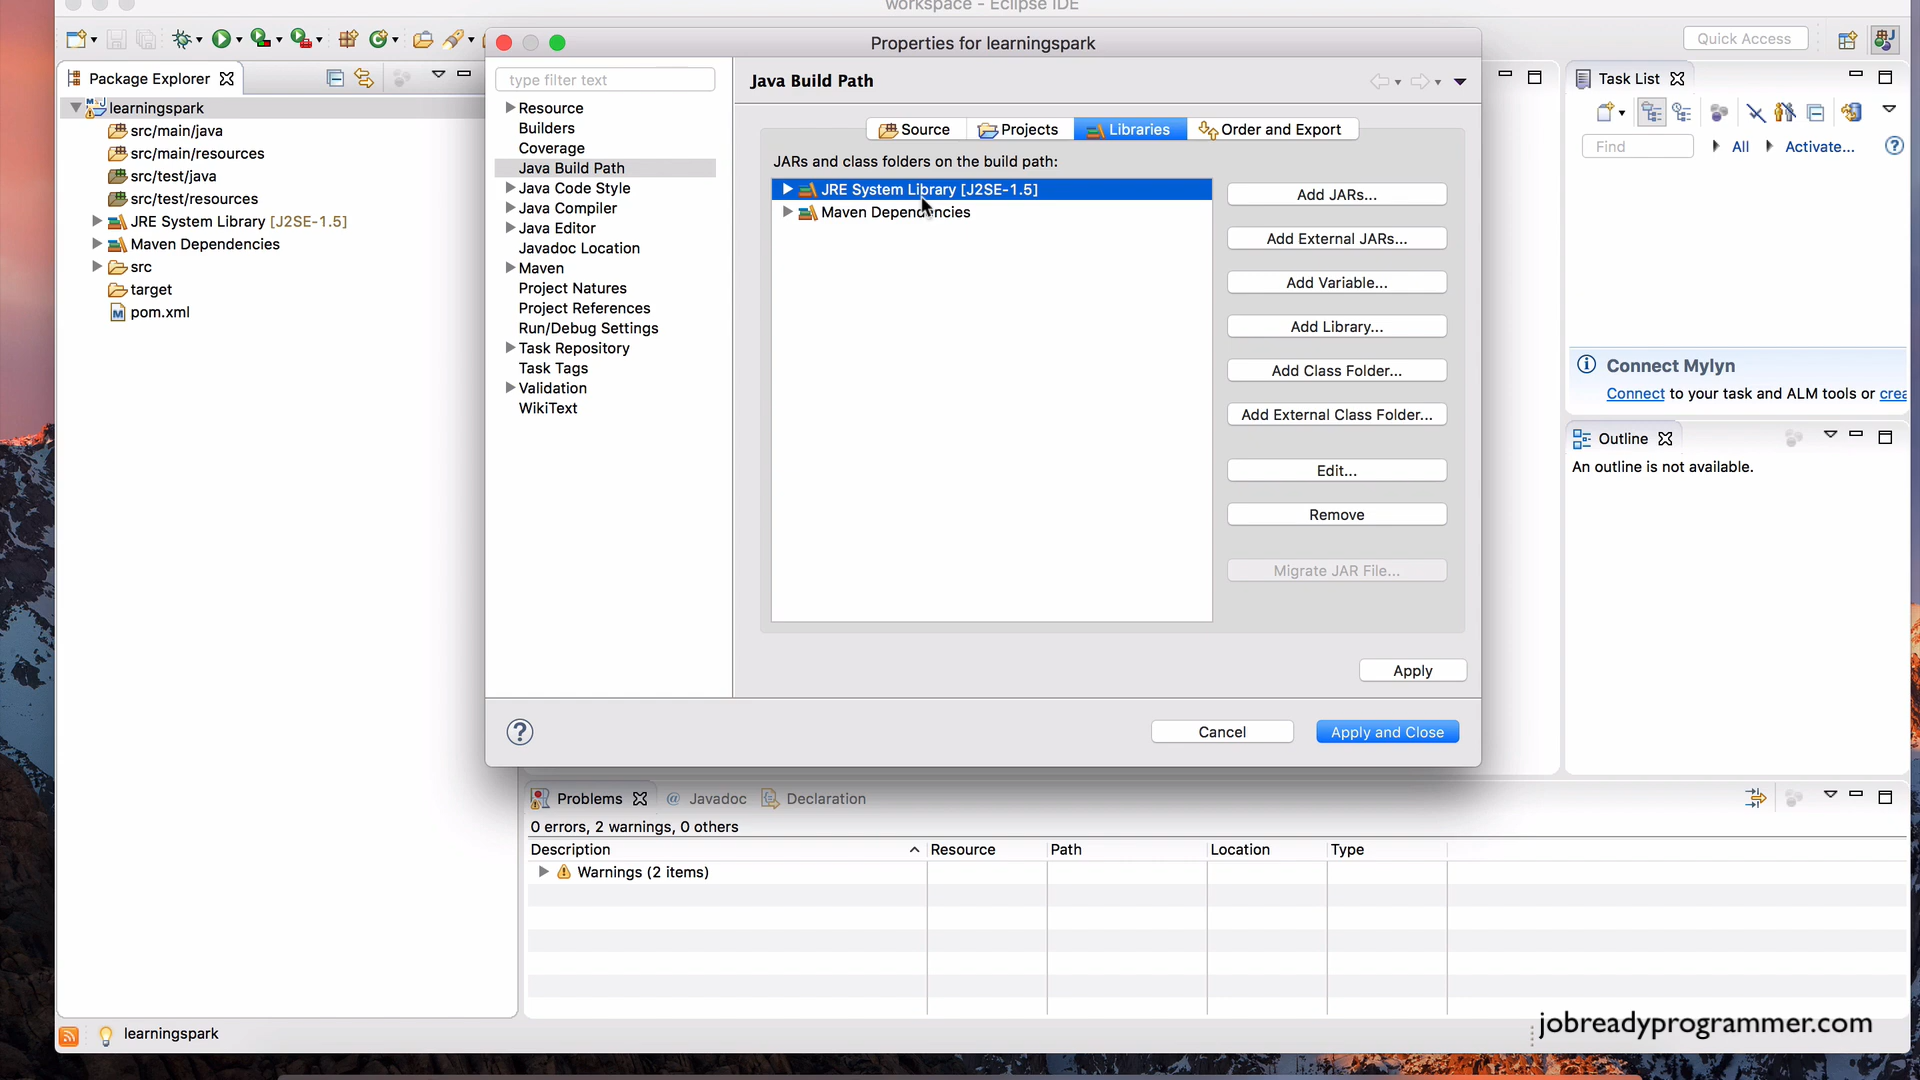 workspace - Eclipse IDE
Quick Access
Package Explorer
learningspark
src/main/java
src/main/resources
src/test/java
src/test/resources
JRE System Library [J2SE-1.5]
Maven Dependencies
src
target
pom.xml
Properties for learningspark
type filter text
Resource
Builders
Coverage
Java Build Path
Java Code Style
Java Compiler
Java Editor
Javadoc Location
Maven
Project Natures
Project References
Run/Debug Settings
Task Repository
Task Tags
Validation
WikiText
Java Build Path
Source
Projects
Libraries
Order and Export
JARs and class folders on the build path:
JRE System Library [J2SE-1.5]
Maven Dependencies
Add JARs...
Add External JARs...
Add Variable...
Add Library...
Add Class Folder...
Add External Class Folder...
Edit...
Remove
Migrate JAR File...
Apply
Cancel
Apply and Close
Task List
Find
All
Activate...
Connect Mylyn
Connect to your task and ALM tools or crea
Outline
An outline is not available.
Problems
@ Javadoc
Declaration
0 errors, 2 warnings, 0 others
Description
Resource
Path
Location
Type
Warnings (2 items)
learningspark
jobreadyprogrammer.com